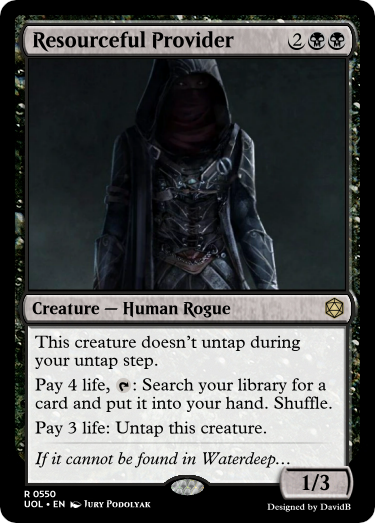 Resourceful Provider 2
Creature — Human Rogue
This creature doesn't untap during
your untap step.
Pay 4 life, : Search your library for a
card and put it into your hand. Shuffle.
Pay 3 life: Untap this creature.
If it cannot be found in Waterdeep…
1/3
R 0550
UOL • EN Jury Podolyak
Designed by DavidB